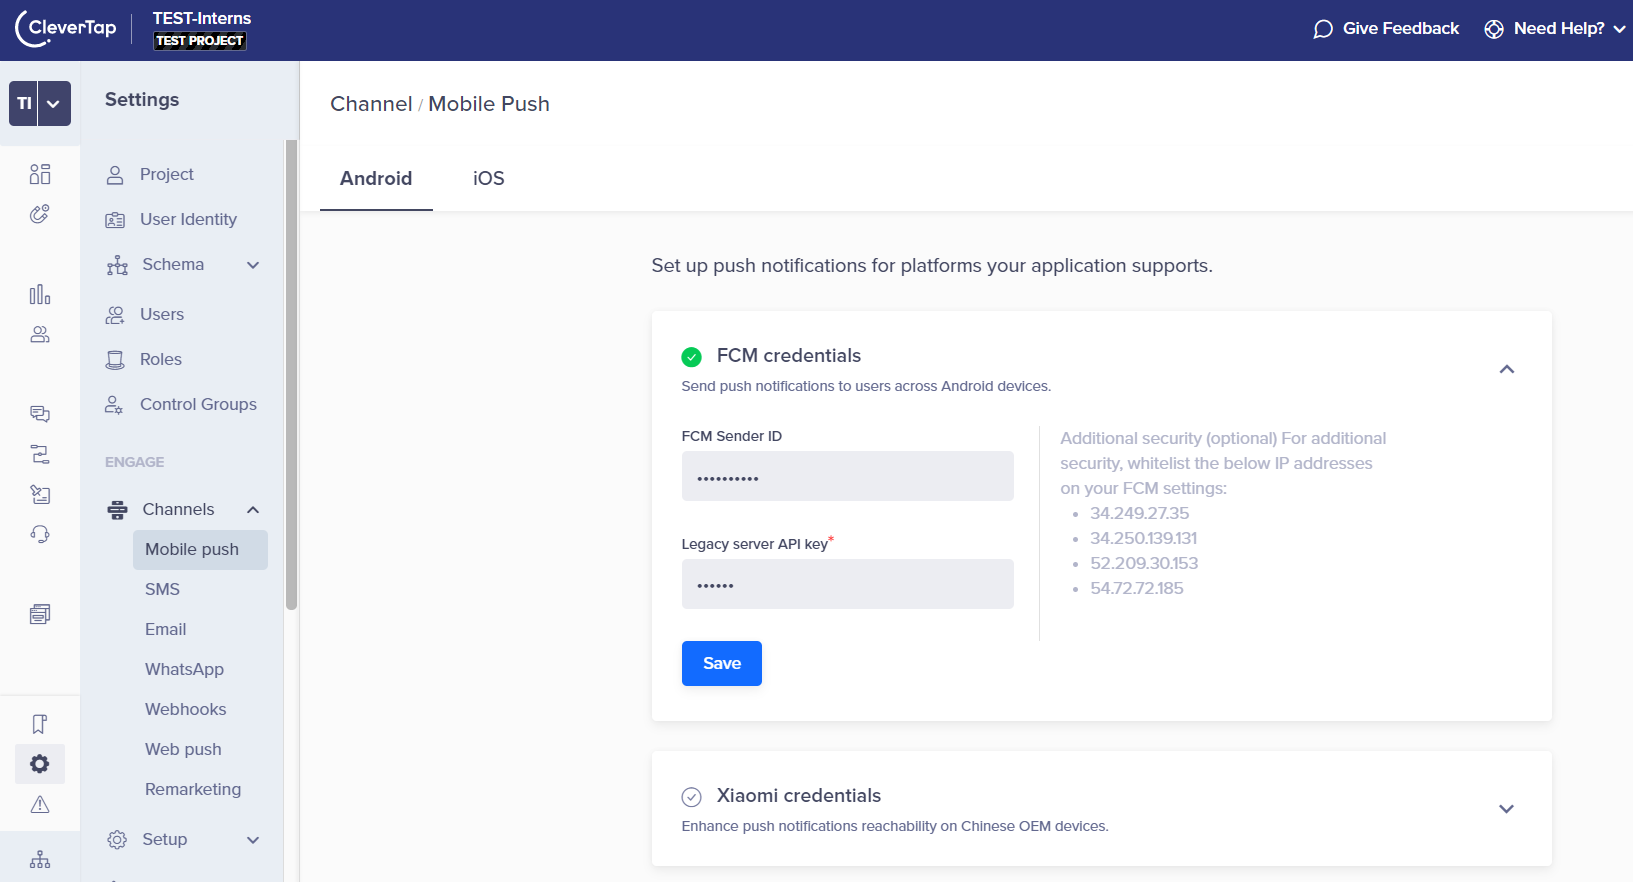 CleverTap
TEST-Interns
TEST PROJECT
Give Feedback
Need Help?
TI
Settings
Project
User Identity
Schema
Users
Roles
Control Groups
ENGAGE
Channels
Mobile push
SMS
Email
WhatsApp
Webhooks
Web push
Remarketing
Setup
Channel / Mobile Push
Android
iOS
Set up push notifications for platforms your application supports.
FCM credentials
Send push notifications to users across Android devices.
FCM Sender ID
••••••••••
Legacy server API key*
••••••
Save
Additional security (optional) For additional
security, whitelist the below IP addresses
on your FCM settings:
• 34.249.27.35
• 34.250.139.131
• 52.209.30.153
• 54.72.72.185
Xiaomi credentials
Enhance push notifications reachability on Chinese OEM devices.